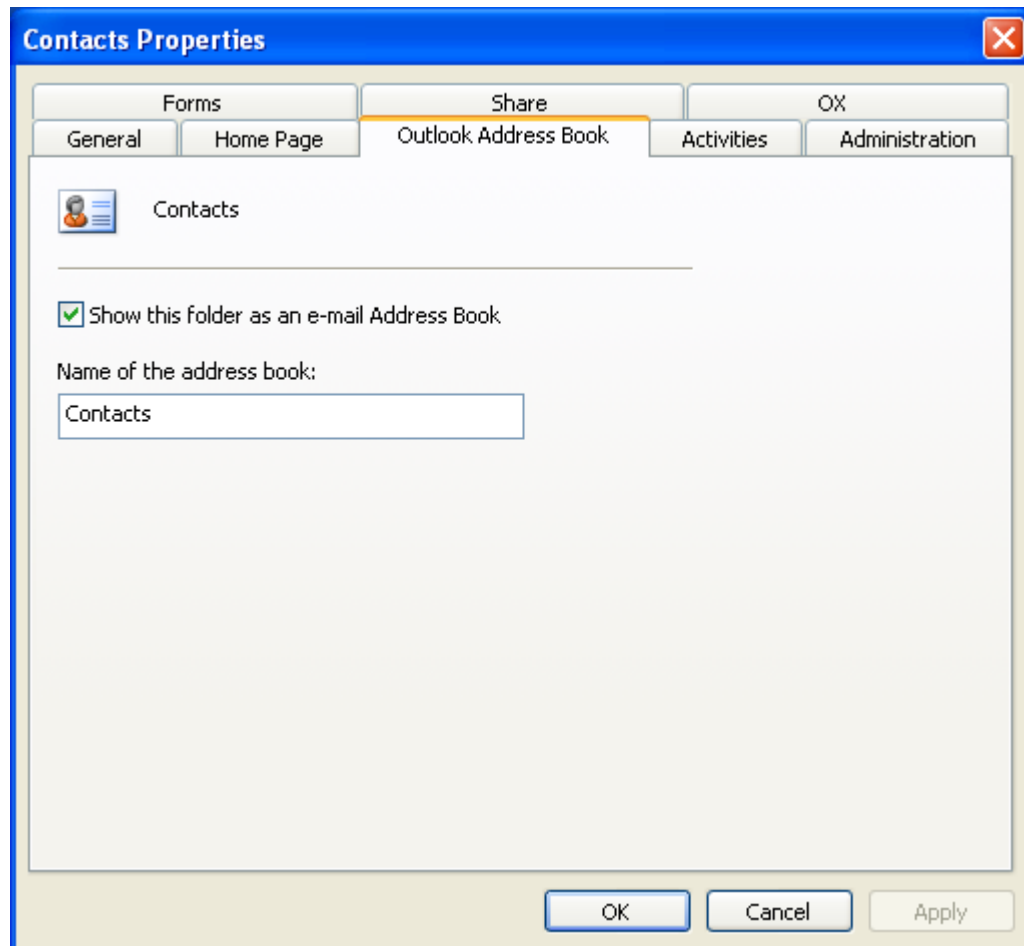 Contacts Properties
Forms Share OX
General Home Page Outlook Address Book Activities Administration
Contacts
Show this folder as an e-mail Address Book
Name of the address book:
Contacts
OK Cancel Apply